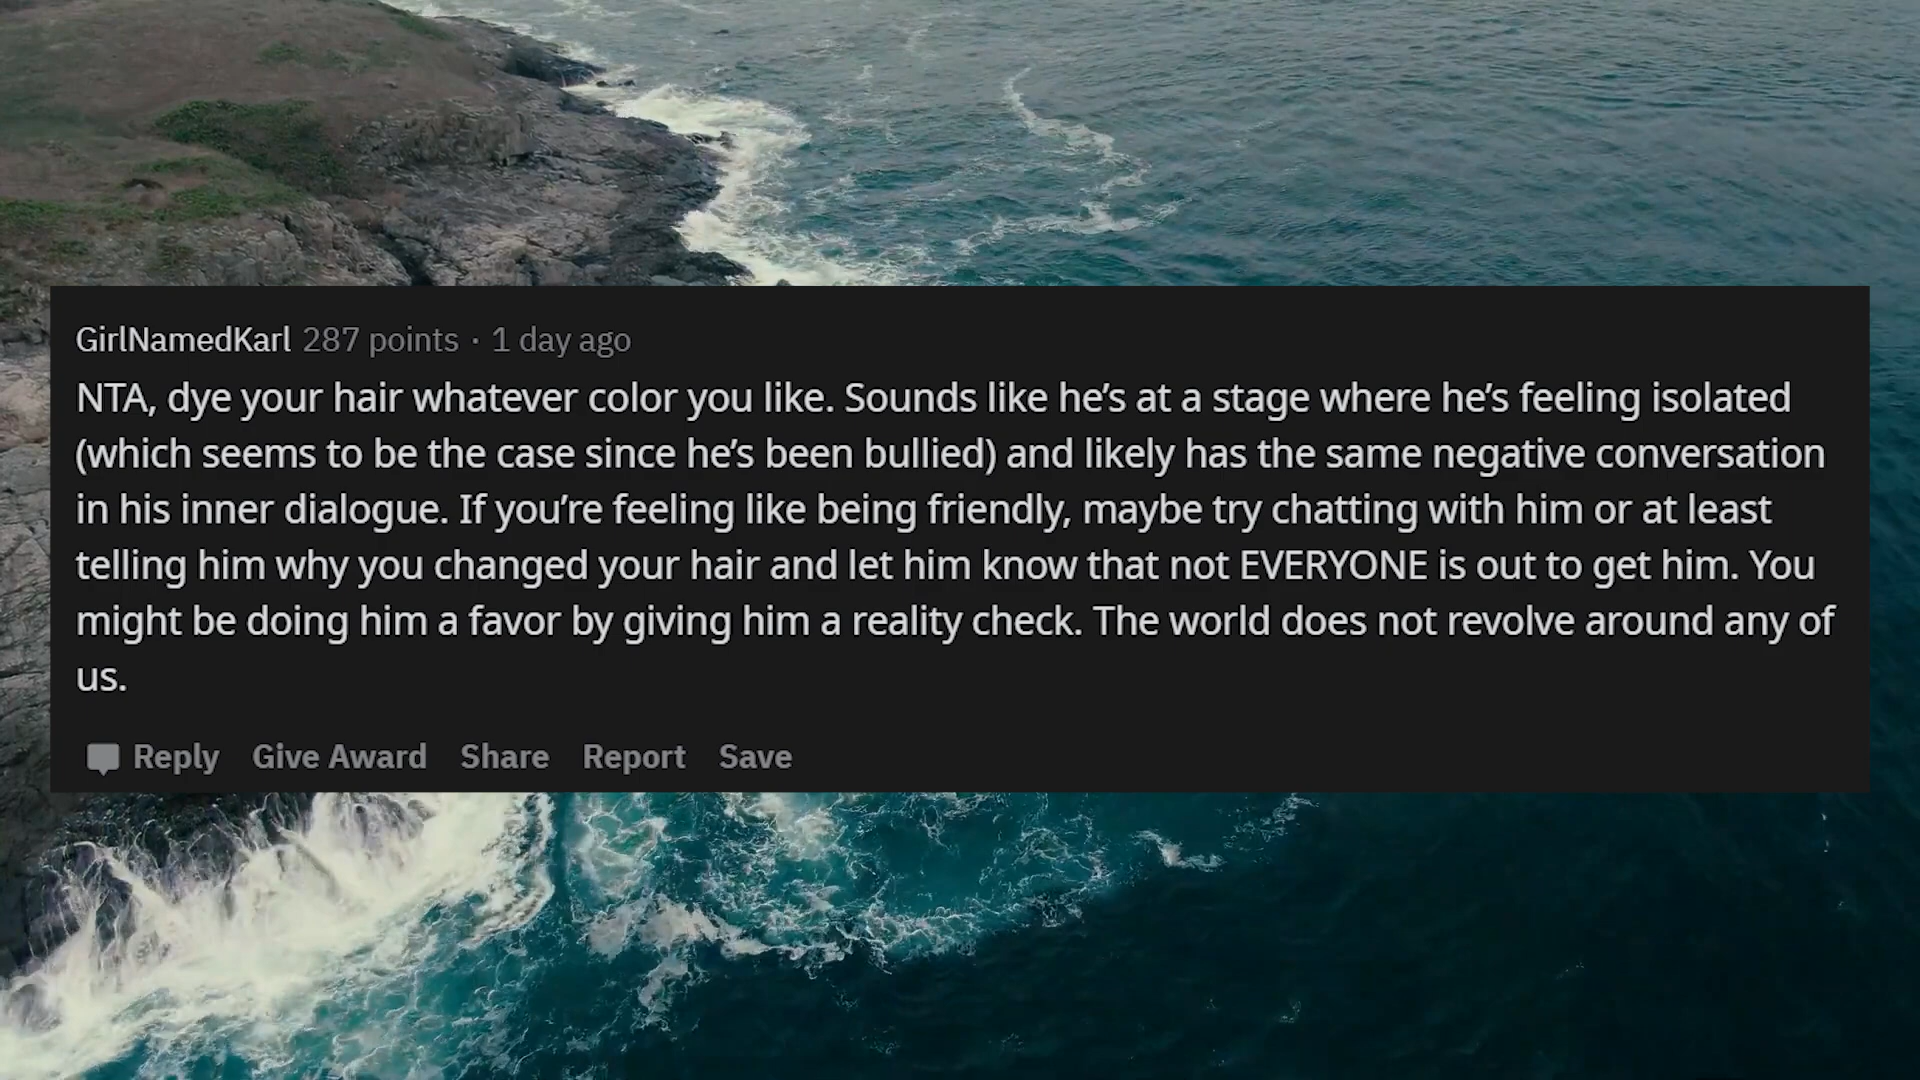 GirlNamedKarl 287 points · 1 day ago
NTA, dye your hair whatever color you like. Sounds like he’s at a stage where he’s feeling isolated
(which seems to be the case since he’s been bullied) and likely has the same negative conversation
in his inner dialogue. If you’re feeling like being friendly, maybe try chatting with him or at least
telling him why you changed your hair and let him know that not EVERYONE is out to get him. You
might be doing him a favor by giving him a reality check. The world does not revolve around any of
us.
Reply Give Award Share Report Save